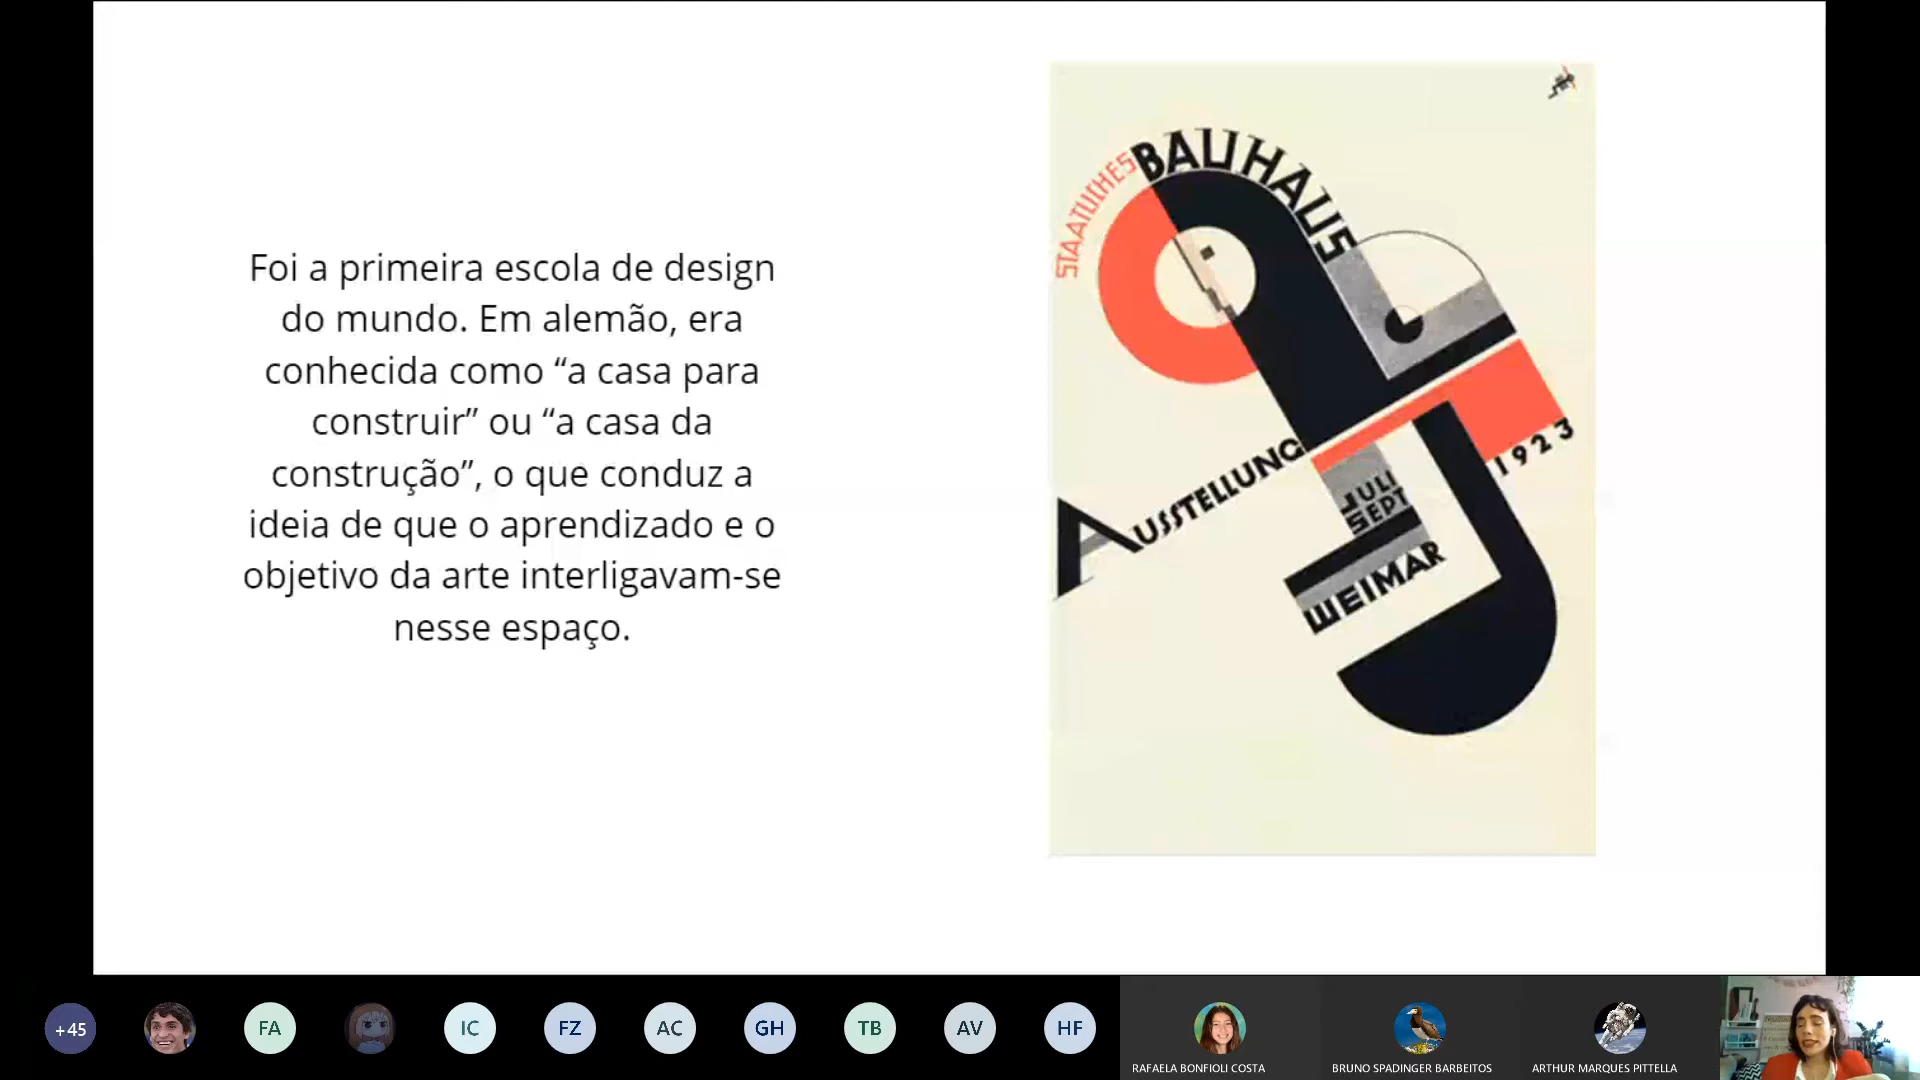 Foi a primeira escola de design
do mundo. Em alemão, era
conhecida como “a casa para
construir” ou “a casa da
construção”, o que conduz a
ideia de que o aprendizado e o
objetivo da arte interligavam-se
nesse espaço.
STAATLICHES
BAUHAUS
AUSSTELLUNG
1923
JULI
SEPT
WEIMAR
+45
FA
IC
FZ
AC
GH
TB
AV
HF
RAFAELA BONFIOLI COSTA
BRUNO SPADINGER BARBEITOS
ARTHUR MARQUES PITTELLA